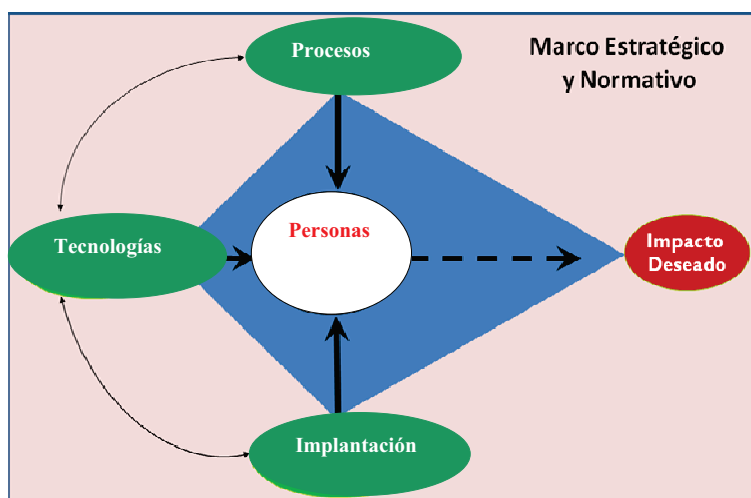 Procesos
Marco Estratégico
y Normativo
Tecnologías
Personas
Impacto
Deseado
Implantación